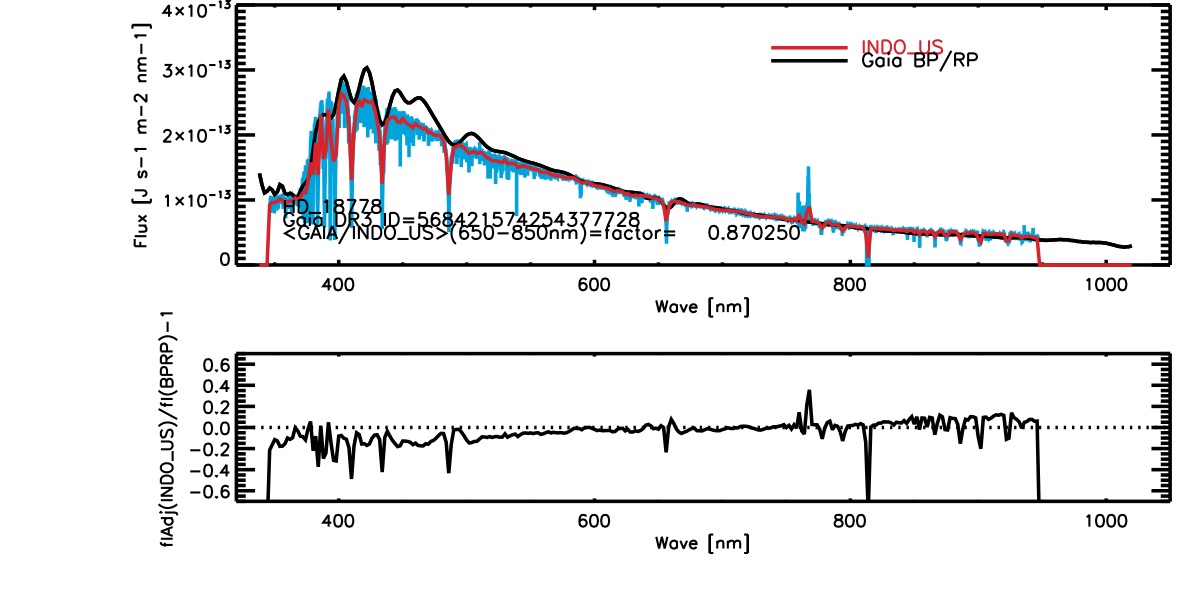 4×10−13
3×10−13
2×10−13
1×10−13
0
Flux [J s−1 m−2 nm−1]
INDO_US
Gaia BP/RP
HD_18778
Gaia DR3 ID=5684215742543777​28
<GAIA/INDO_US>(650−850nm)=factor= 0.870250
400 600 800 1000
Wave [nm]
flAdj(INDO_US)/fl(BPRP)−1
0.6
0.4
0.2
0.0
−0.2
−0.4
−0.6
400 600 800 1000
Wave [nm]